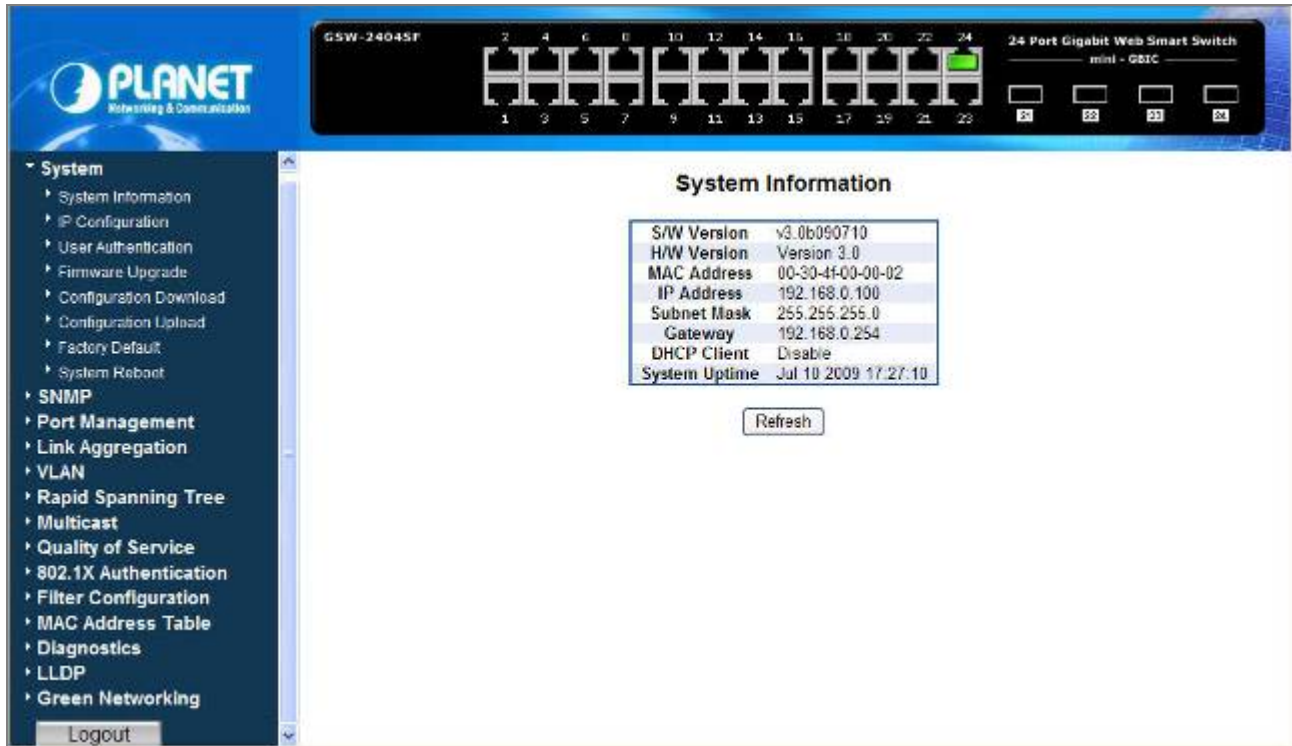 GSW-2404SF
2 4 6 8 10 12 14 16 18 20 22 24
24 Port Gigabit Web Smart Switch
mini - GBIC
1 3 5 7 9 11 13 15 17 19 21 23
21 22 23 24
PLANET
Networking & Communication
System
System Information
IP Configuration
User Authentication
Firmware Upgrade
Configuration Download
Configuration Upload
Factory Default
System Reboot
SNMP
Port Management
Link Aggregation
VLAN
Rapid Spanning Tree
Multicast
Quality of Service
802.1X Authentication
Filter Configuration
MAC Address Table
Diagnostics
LLDP
Green Networking
Logout
System Information
S/W Version v3.0b090710
H/W Version Version 3.0
MAC Address 00-30-4f-00-00-02
IP Address 192.168.0.100
Subnet Mask 255.255.255.0
Gateway 192.168.0.254
DHCP Client Disable
System Uptime Jul 10 2009 17:27:10
Refresh